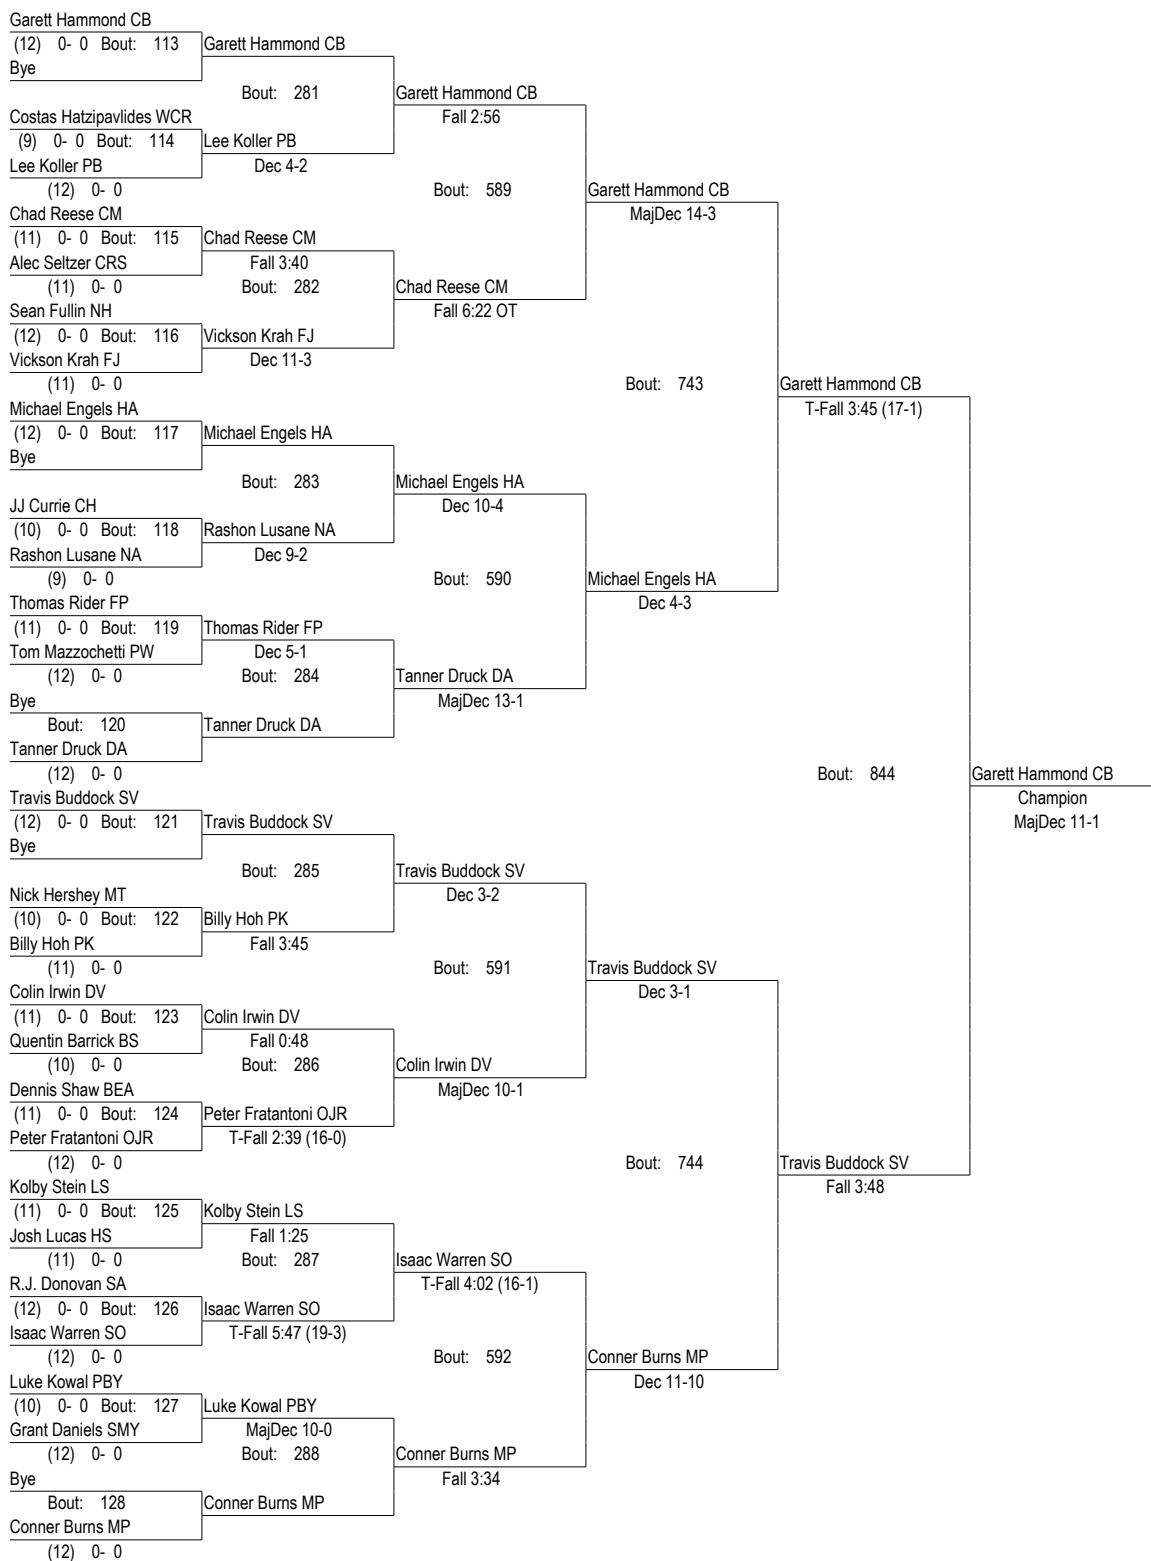 Garett Hammond CB
(12) 0- 0 Bout: 113 Garett Hammond CB
Bye
Bout: 281 Garett Hammond CB
Costas Hatzipavlides WCR Fall 2:56
(9) 0- 0 Bout: 114 Lee Koller PB
Lee Koller PB Dec 4-2
(12) 0- 0 Bout: 589 Garett Hammond CB
Chad Reese CM MajDec 14-3
(11) 0- 0 Bout: 115 Chad Reese CM
Alec Seltzer CRS Fall 3:40
(11) 0- 0 Bout: 282 Chad Reese CM
Sean Fullin NH Fall 6:22 OT
(12) 0- 0 Bout: 116 Vickson Krah FJ
Vickson Krah FJ Dec 11-3
(11) 0- 0 Bout: 743 Garett Hammond CB
Michael Engels HA T-Fall 3:45 (17-1)
(12) 0- 0 Bout: 117 Michael Engels HA
Bye
Bout: 283 Michael Engels HA
JJ Currie CH Dec 10-4
(10) 0- 0 Bout: 118 Rashon Lusane NA
Rashon Lusane NA Dec 9-2
(9) 0- 0 Bout: 590 Michael Engels HA
Thomas Rider FP Dec 4-3
(11) 0- 0 Bout: 119 Thomas Rider FP
Tom Mazzochetti PW Dec 5-1
(12) 0- 0 Bout: 284 Tanner Druck DA
Bye MajDec 13-1
Bout: 120 Tanner Druck DA
Tanner Druck DA
(12) 0- 0 Bout: 844 Garett Hammond CB
Travis Buddock SV Champion
(12) 0- 0 Bout: 121 Travis Buddock SV MajDec 11-1
Bye
Bout: 285 Travis Buddock SV
Nick Hershey MT Dec 3-2
(10) 0- 0 Bout: 122 Billy Hoh PK
Billy Hoh PK Fall 3:45
(11) 0- 0 Bout: 591 Travis Buddock SV
Colin Irwin DV Dec 3-1
(11) 0- 0 Bout: 123 Colin Irwin DV
Quentin Barrick BS Fall 0:48
(10) 0- 0 Bout: 286 Colin Irwin DV
Dennis Shaw BEA MajDec 10-1
(11) 0- 0 Bout: 124 Peter Fratantoni OJR
Peter Fratantoni OJR T-Fall 2:39 (16-0)
(12) 0- 0 Bout: 744 Travis Buddock SV
Kolby Stein LS Fall 3:48
(11) 0- 0 Bout: 125 Kolby Stein LS
Josh Lucas HS Fall 1:25
(11) 0- 0 Bout: 287 Isaac Warren SO
R.J. Donovan SA T-Fall 4:02 (16-1)
(12) 0- 0 Bout: 126 Isaac Warren SO
Isaac Warren SO T-Fall 5:47 (19-3)
(12) 0- 0 Bout: 592 Conner Burns MP
Luke Kowal PBY Dec 11-10
(10) 0- 0 Bout: 127 Luke Kowal PBY
Grant Daniels SMY MajDec 10-0
(12) 0- 0 Bout: 288 Conner Burns MP
Bye Fall 3:34
Bout: 128 Conner Burns MP
Conner Burns MP
(12) 0- 0